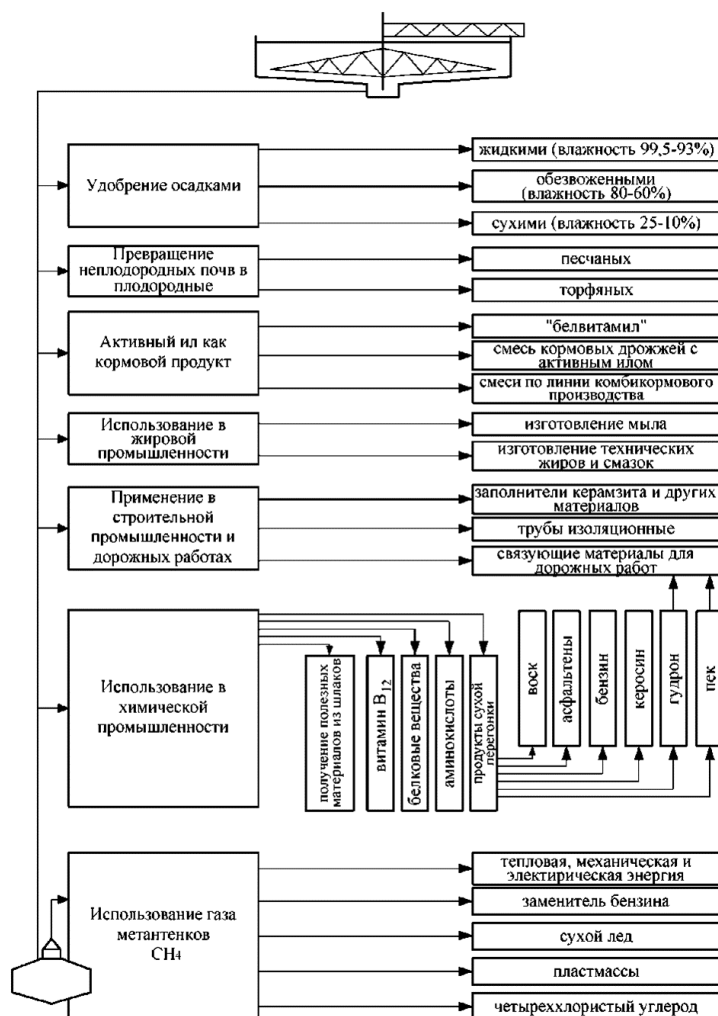 Удобрение осадками
жидкими (влажность 99,5-93%)
обезвоженными
(влажность 80-60%)
сухими (влажность 25-10%)
Превращение
неплодородных почв в
плодородные
песчаных
торфяных
Активный ил как
кормовой продукт
"белвитамил"
смесь кормовых дрожжей с
активным илом
смеси по линии комбикормового
производства
Использование в
жировой
промышленности
изготовление мыла
изготовление технических
жиров и смазок
Применение в
строительной
промышленности и
дорожных работах
заполнители керамзита и других
материалов
трубы изоляционные
связующие материалы для
дорожных работ
Использование в
химической
промышленности
получение полезных
материалов из шлаков
витамин В12
белковые вещества
аминокислоты
продукты сухой
перегонки
воск
асфальтены
бензин
керосин
гудрон
пек
Использование газа
метантенков
СН4
тепловая, механическая и
электирическая энергия
заменитель бензина
сухой лед
пластмассы
четыреххлористый углерод